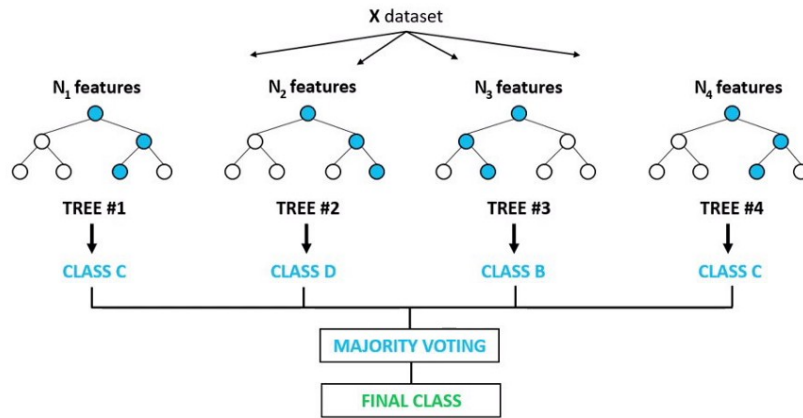 X dataset
N₁ features N₂ features N₃ features N₄ features
TREE #1 TREE #2 TREE #3 TREE #4
CLASS C CLASS D CLASS B CLASS C
MAJORITY VOTING
FINAL CLASS